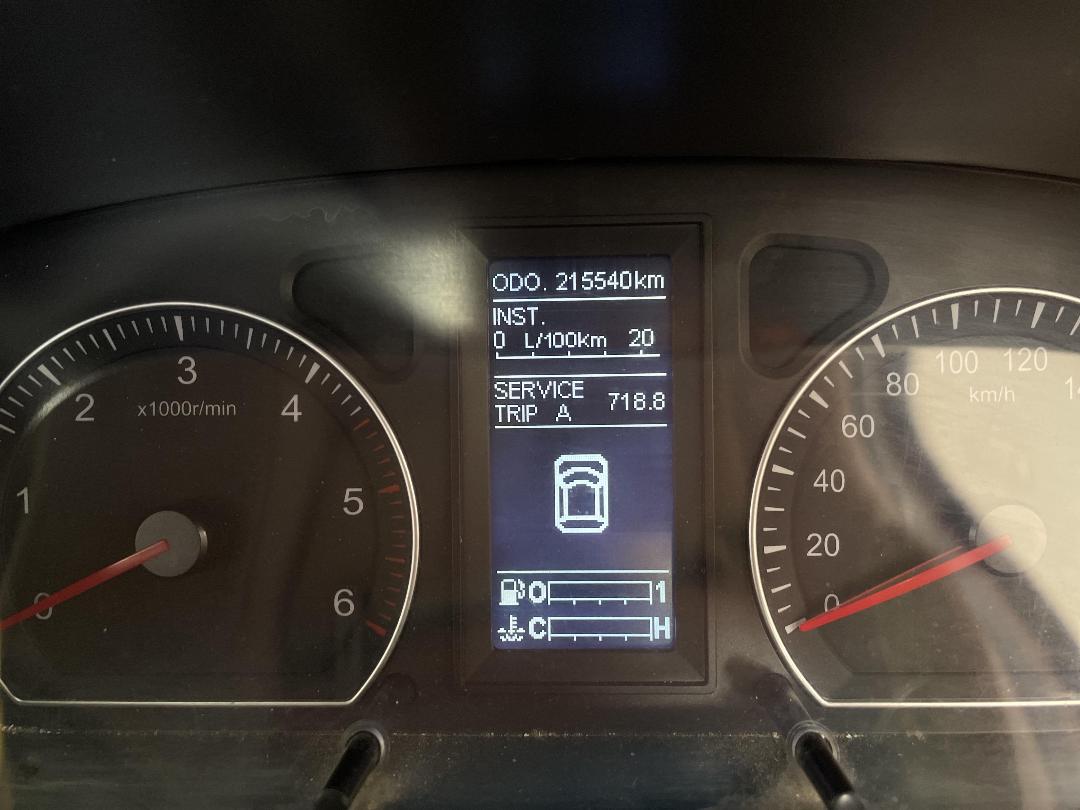 ODO. 215540km
INST.
0 L/100km 20
SERVICE
TRIP A 718.8
0 1
C H
0 1 2 3 4 5 6
x1000r/min
0 20 40 60 80 100 120
km/h